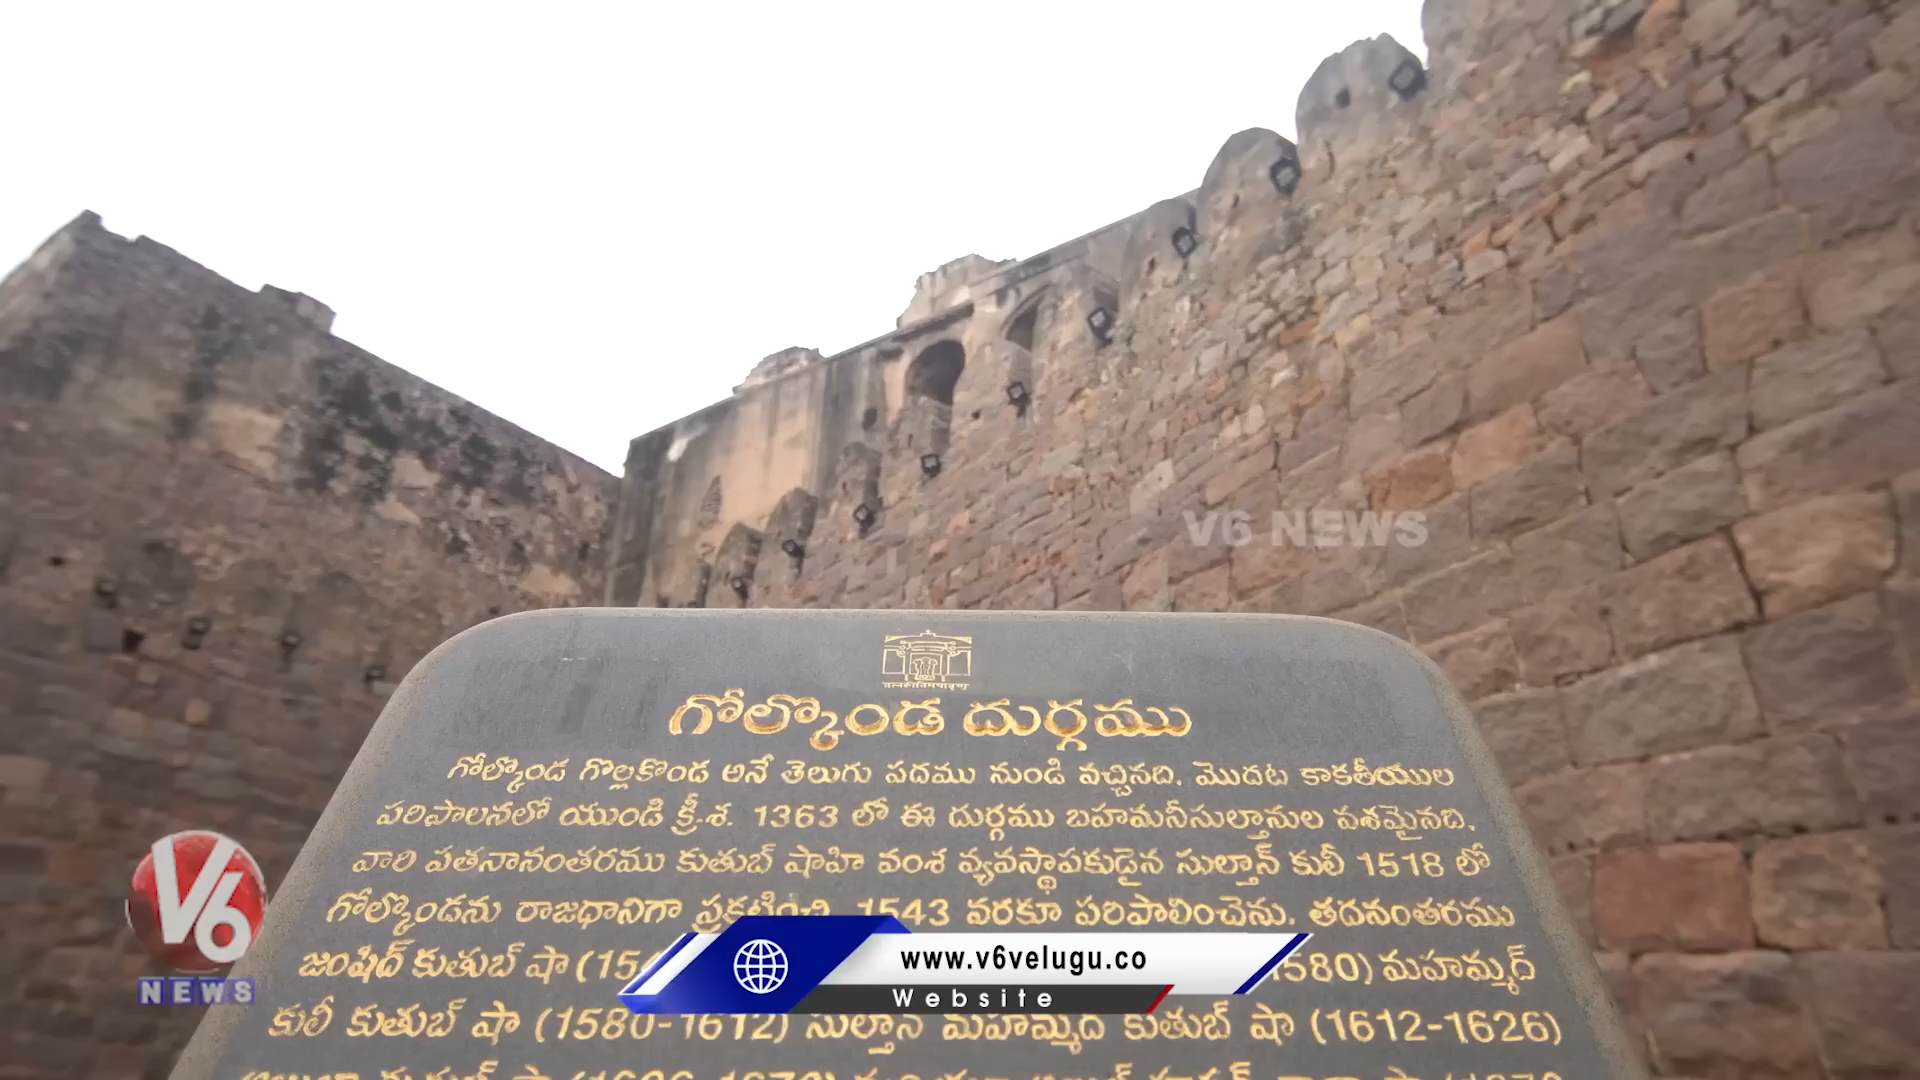 V6 NEWS
గోల్కొండ దుర్గము
గోల్కొండ గొల్లకొండ అనే తెలుగు పదము నుండి వచ్చినది. మొదట కాకతీయుల
పరిపాలనలో యుండి క్రీ.శ. 1363 లో ఈ దుర్గము బహమనీసుల్తానుల వశమైనది.
వారి పతనానంతరము కుతుబ్ షాహి వంశ వ్యవస్థాపకుడైన సుల్తాన్ కులీ 1518 లో
గోల్కొండను రాజధానిగా ప్రకటించి 1543 వరకూ పరిపాలించెను. తదనంతరము
జంషీద్ కుతుబ్ షా 1580) మహమ్మద్
కులీ కుతుబ్ షా (1580-1612) సుల్తాన్ మహమ్మద్ కుతుబ్ షా (1612-1626)
V6
NEWS
www.v6velugu.co
Website